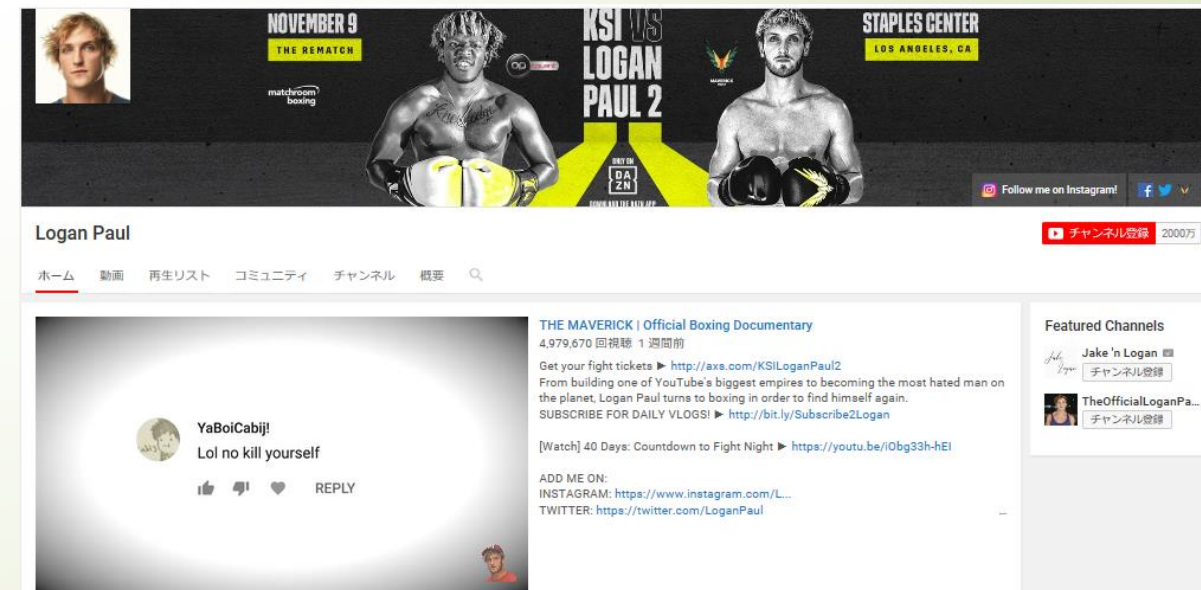 NOVEMBER 9
THE REMATCH
matchroom
boxing
KSI VS
LOGAN
PAUL 2
ONLY ON
DAZN
DOWNLOAD THE DAZN APP
MAVERICK
STAPLES CENTER
LOS ANGELES, CA
Follow me on Instagram!
Logan Paul
チャンネル登録 2000万
ホーム 動画 再生リスト コミュニティ チャンネル 概要
YaBoiCabij!
Lol no kill yourself
REPLY
THE MAVERICK | Official Boxing Documentary
4,979,670 回視聴 1 週間前
Get your fight tickets ► http://axs.com/KSILoganPaul2
From building one of YouTube's biggest empires to becoming the most hated man on
the planet, Logan Paul turns to boxing in order to find himself again.
SUBSCRIBE FOR DAILY VLOGS! ► http://bit.ly/Subscribe2Logan
[Watch] 40 Days: Countdown to Fight Night ► https://youtu.be/iObg33h-hEI
ADD ME ON:
INSTAGRAM: https://www.instagram.com/L...
TWITTER: https://twitter.com/LoganPaul
...
Featured Channels
Jake 'n Logan
チャンネル登録
TheOfficialLoganPa...
チャンネル登録